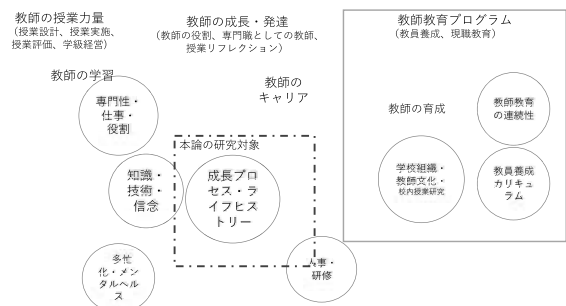 教師の授業力量
(授業設計、授業実施、
授業評価、学級経営)
教師の成長・発達
(教師の役割、専門職としての教師、
授業リフレクション)
教師教育プログラム
(教員養成、現職教育)
教師の学習
専門性・
仕事・
役割
教師の
キャリア
教師の育成
教師教育
の連続性
本論の研究対象
知識・
技術・
信念
成長プロ
セス・ラ
イフヒス
トリー
学校組織・
教師文化・
校内授業研究
教員養成
カリキュ
ラム
多忙
化・メン
タルヘル
ス
人事・
研修